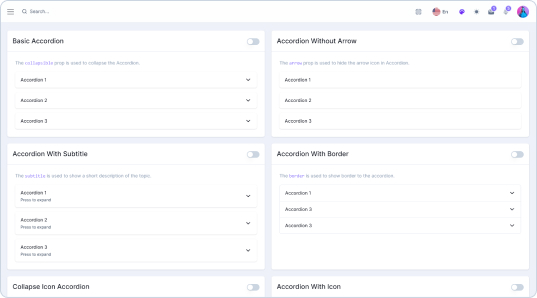 Search...
En
Basic Accordion
The collapsible prop is used to collapse the Accordion.
Accordion 1
Accordion 2
Accordion 3
Accordion Without Arrow
The arrow prop is used to hide the arrow icon in Accordion.
Accordion 1
Accordion 2
Accordion 3
Accordion With Subtitle
The subtitle is used to show a short description of the topic.
Accordion 1
Press to expand
Accordion 2
Press to expand
Accordion 3
Press to expand
Accordion With Border
The border is used to show border to the accordion.
Accordion 1
Accordion 3
Accordion 3
Collapse Icon Accordion
Accordion With Icon